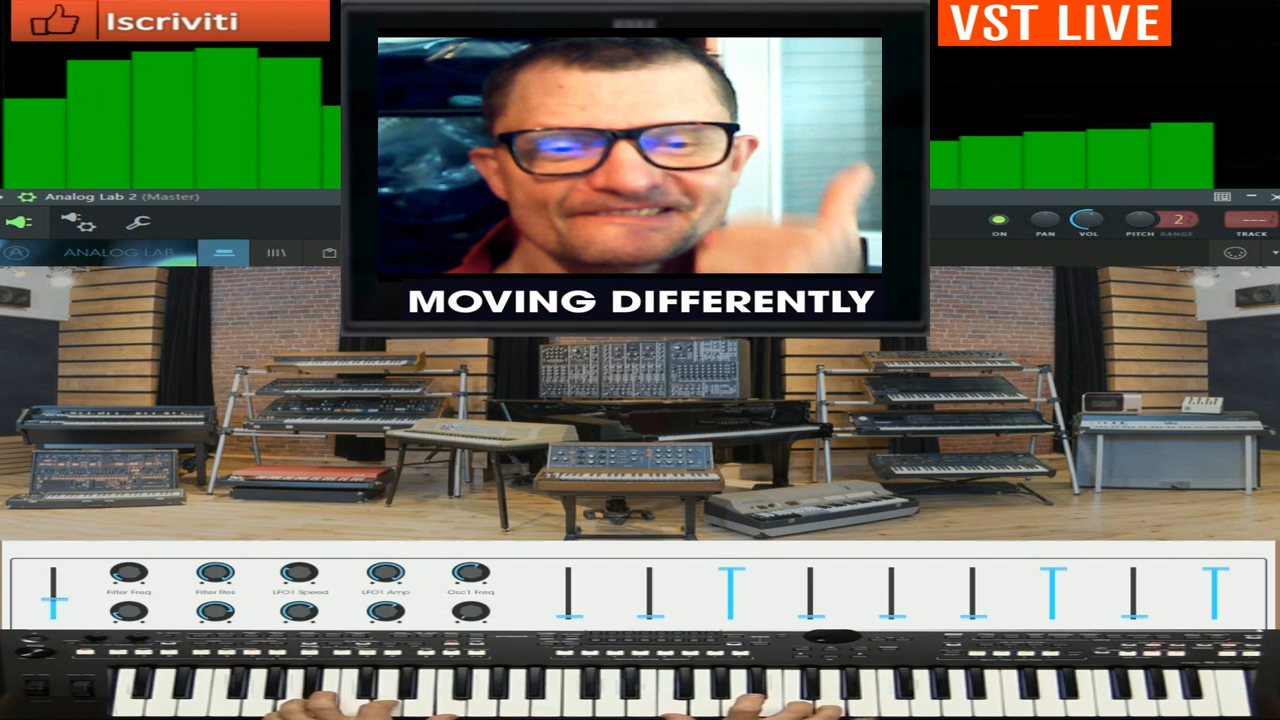 Iscriviti
VST LIVE
MOVING DIFFERENTLY
Analog Lab 2 (Master)
ON
PAN
VOL
PITCH RANGE
2
---
TRACK
ANALOG LAB
Filter Freq
Filter Res
LFO1 Speed
LFO1 Amp
Osc1 Freq